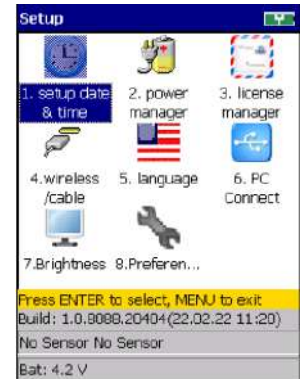 Setup
1. setup date
& time
2. power
manager
3. license
manager
4.wireless
/cable
5. language
6. PC
Connect
7.Brightness
8.Preferen...
Press ENTER to select, MENU to exit
Build: 1.0.8088.20404(22.02.22 11:20)
No Sensor No Sensor
Bat: 4.2 V